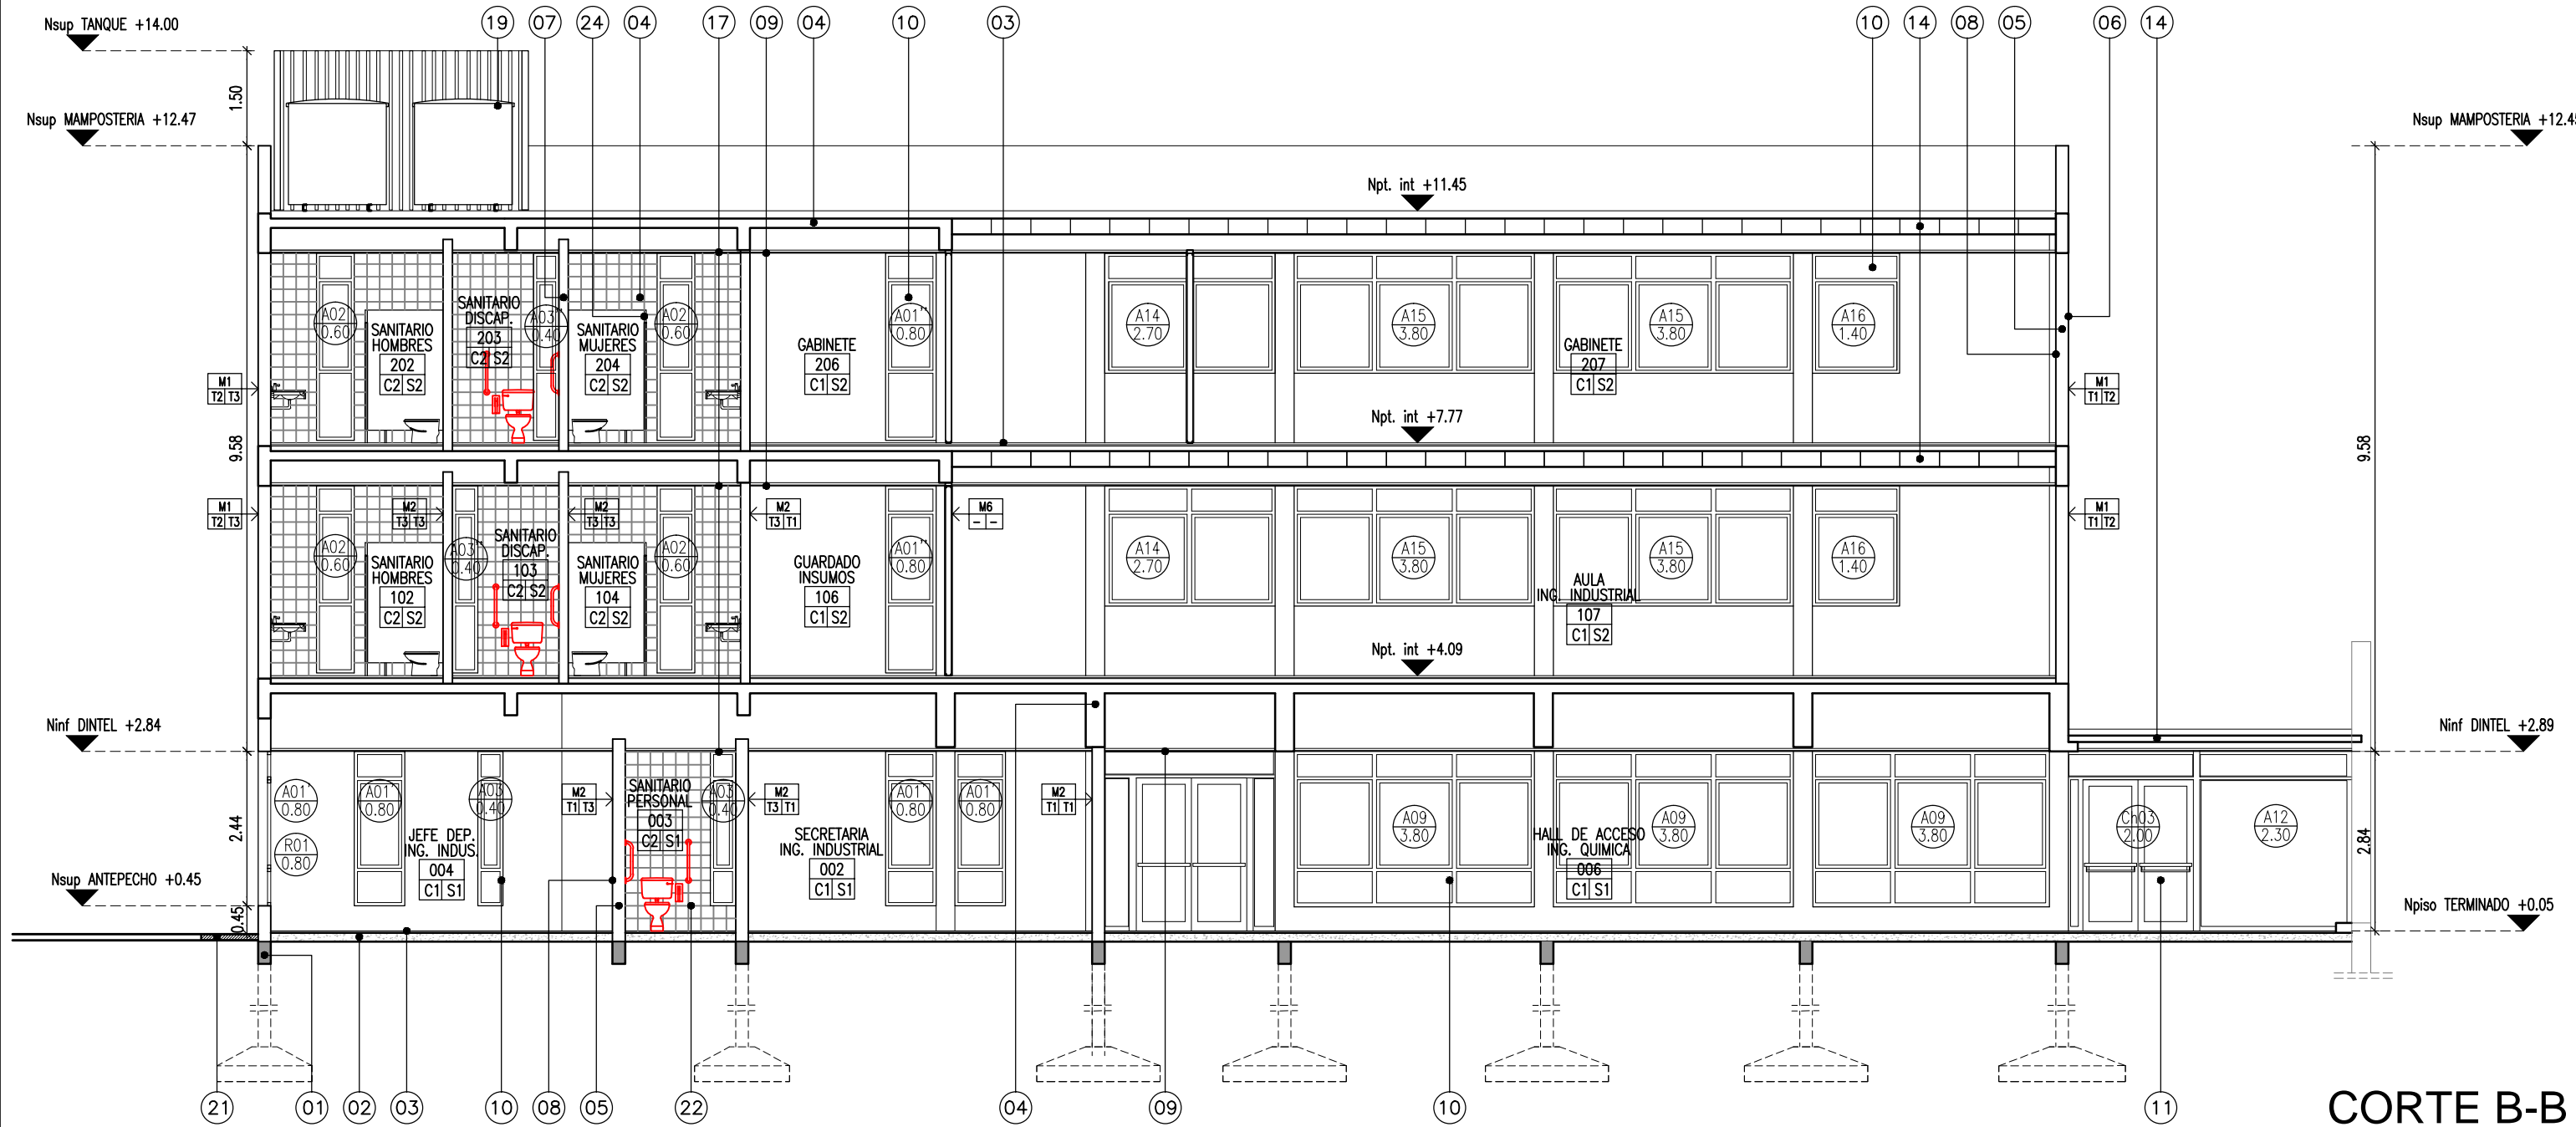 19
07
24
04
17
09
04
10
03
10
14
08
05
06
14
Nsup TANQUE +14.00
1.50
Nsup MAMPOSTERIA +12.47
Nsup MAMPOSTERIA +12.45
Npt. int +11.45
A02
0.60
SANITARIO
HOMBRES
202
C2 S2
SANITARIO
DISCAP.
203
C2 S2
A03''
0.40
SANITARIO
MUJERES
204
C2 S2
A02
0.60
GABINETE
206
C1 S2
A01''
0.80
A14
2.70
A15
3.80
GABINETE
207
C1 S2
A15
3.80
A16
1.40
M1
T2 T3
M1
T1 T2
Npt. int +7.77
9.58
9.58
M1
T2 T3
M2
T3 T3
M2
T3 T3
M2
T3 T1
M6
- -
M1
T1 T2
A02
0.60
SANITARIO
HOMBRES
102
C2 S2
A03''
0.40
SANITARIO
DISCAP.
103
C2 S2
SANITARIO
MUJERES
104
C2 S2
A02
0.60
GUARDADO
INSUMOS
106
C1 S2
A01''
0.80
A14
2.70
A15
3.80
AULA
ING. INDUSTRIAL
107
C1 S2
A15
3.80
A16
1.40
Npt. int +4.09
Ninf DINTEL +2.84
Ninf DINTEL +2.89
A01'
0.80
R01
0.80
A01'
0.80
JEFE DEP.
ING. INDUS.
004
C1 S1
A03
0.40
M2
T1 T3
SANITARIO
PERSONAL
003
C2 S1
A03
0.40
M2
T3 T1
SECRETARIA
ING. INDUSTRIAL
002
C1 S1
A01'
0.80
A01'
0.80
M2
T1 T1
A09
3.80
HALL DE ACCESO
ING. QUIMICA
006
C1 S1
A09
3.80
A09
3.80
Ch03
2.00
A12
2.30
2.44
2.84
Nsup ANTEPECHO +0.45
0.45
Npiso TERMINADO +0.05
21
01
02
03
10
08
05
22
04
09
10
11
CORTE B-B